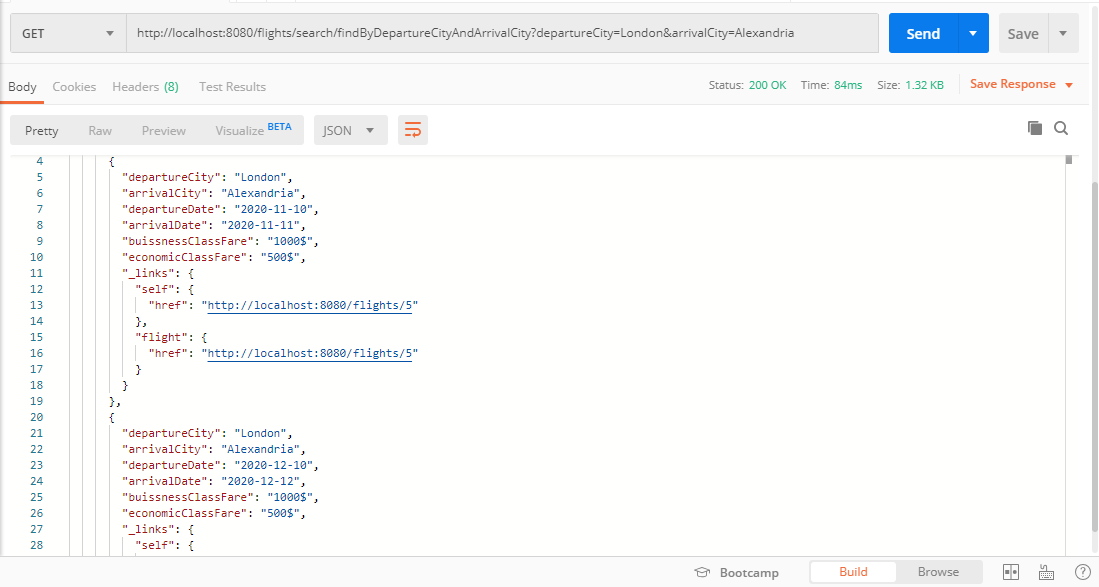 GET
http://localhost:8080/flights/search/findByDepartureCityAndArrivalCity?departureCity=London&arrivalCity=Alexandria
Send
Save
Body Cookies Headers (8) Test Results
Status: 200 OK Time: 84ms Size: 1.32 KB Save Response
Pretty Raw Preview Visualize BETA JSON
4 {
5 "departureCity": "London",
6 "arrivalCity": "Alexandria",
7 "departureDate": "2020-11-10",
8 "arrivalDate": "2020-11-11",
9 "buissnessClassFare": "1000$",
10 "economicClassFare": "500$",
11 "_links": {
12 "self": {
13 "href": "http://localhost:8080/flights/5"
14 },
15 "flight": {
16 "href": "http://localhost:8080/flights/5"
17 }
18 }
19 },
20 {
21 "departureCity": "London",
22 "arrivalCity": "Alexandria",
23 "departureDate": "2020-12-10",
24 "arrivalDate": "2020-12-12",
25 "buissnessClassFare": "1000$",
26 "economicClassFare": "500$",
27 "_links": {
28 "self": {
Bootcamp Build Browse ?